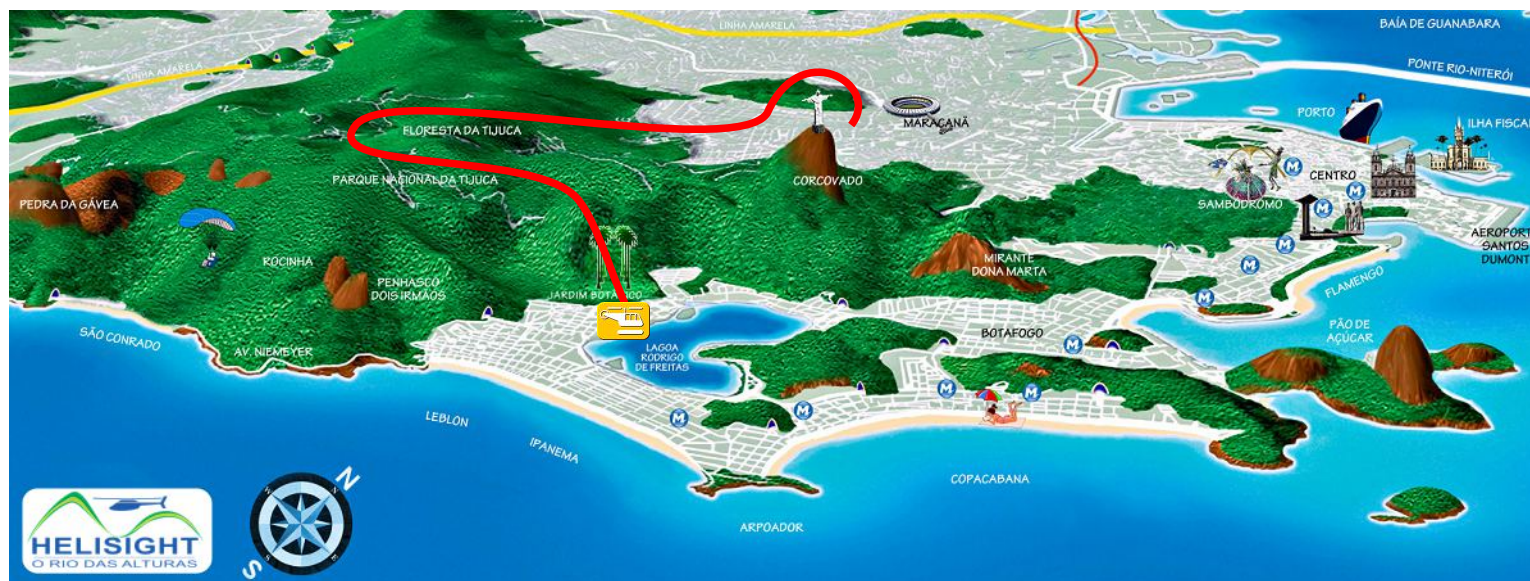 LINHA AMARELA
BAÍA DE GUANABARA
LINHA AMARELA
PONTE RIO-NITERÓI
PORTO
ILHA FISCAL
FLORESTA DA TIJUCA
MARACANÃ
PARQUE NACIONAL DA TIJUCA
CORCOVADO
M
CENTRO
M
PEDRA DA GÁVEA
SAMBÓDROMO
M
AEROPORTO
SANTOS
DUMONT
M
ROCINHA
MIRANTE
DONA MARTA
M
PENHASCO
DOIS IRMÃOS
JARDIM BOTÂNICO
FLAMENGO
M
SÃO CONRADO
AV. NIEMEYER
LAGOA
RODRIGO
DE FREITAS
BOTAFOGO
M
PÃO DE
AÇÚCAR
M
M
LEBLON
M
M
IPANEMA
COPACABANA
ARPOADOR
N
S
N
N
E
S
HELISIGHT
O RIO DAS ALTURAS